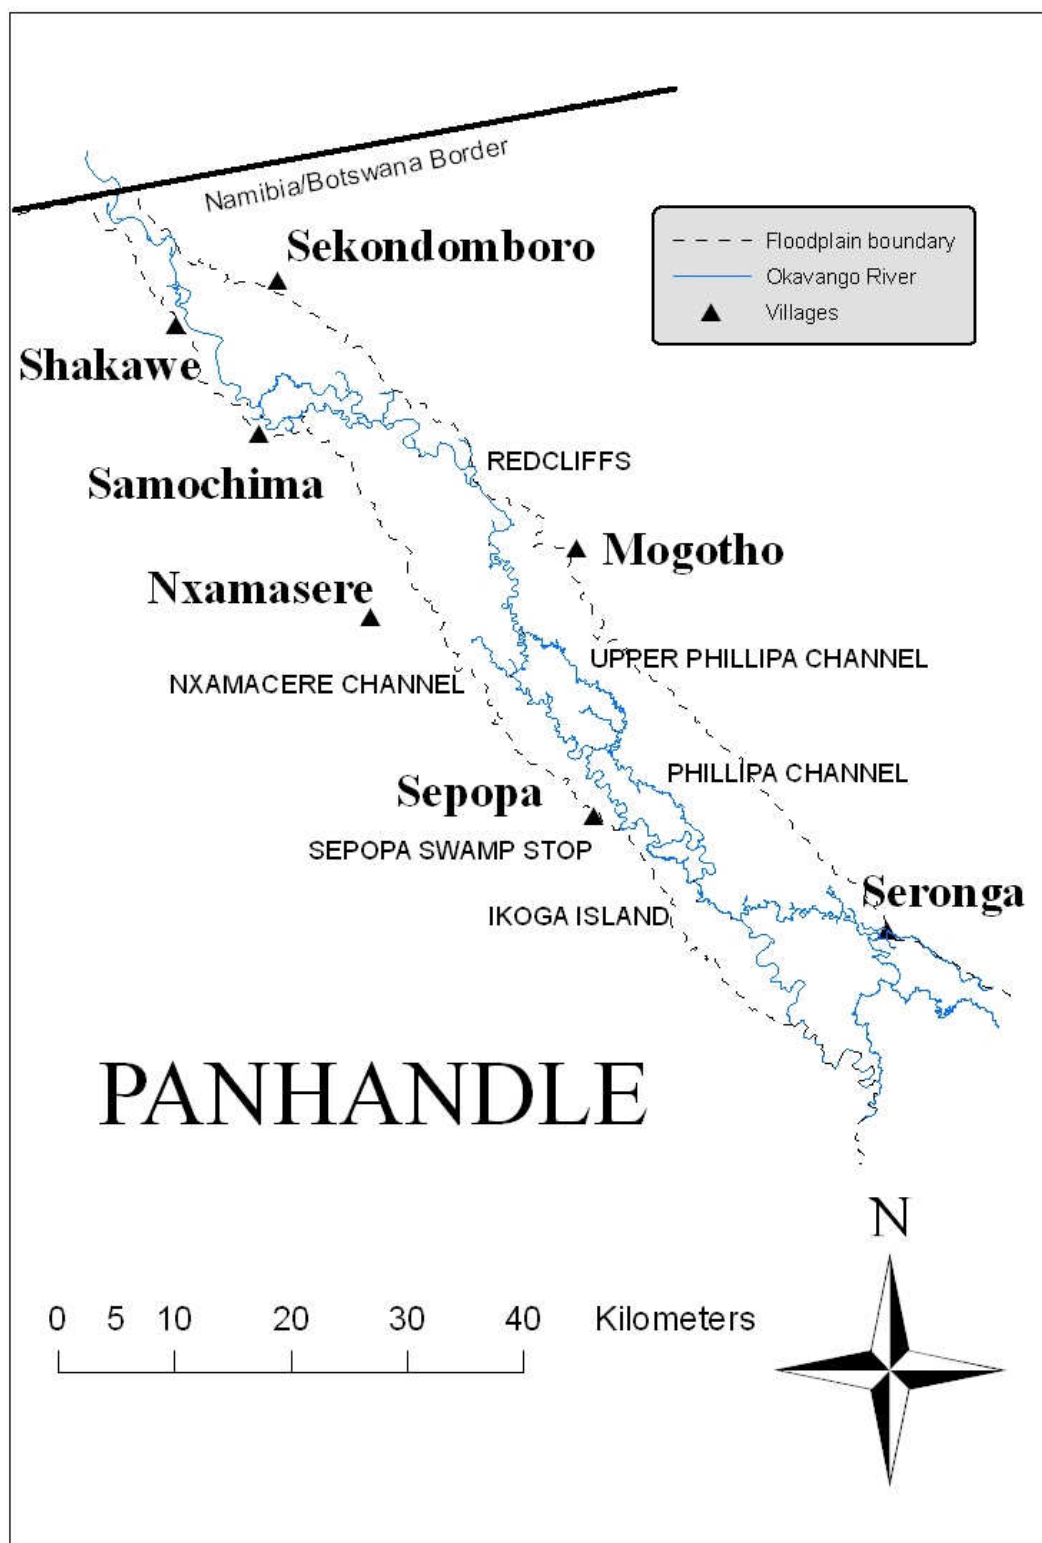 Namibia/Botswana Border
Sekondomboro
Floodplain boundary
Okavango River
Villages
Shakawe
REDCLIFFS
Samochima
Mogotho
Nxamasere
UPPER PHILLIPA CHANNEL
NXAMACERE CHANNEL
PHILLIPA CHANNEL
Sepopa
SEPOPA SWAMP STOP
Seronga
IKOGA ISLAND
PANHANDLE
N
0 5 10 20 30 40 Kilometers